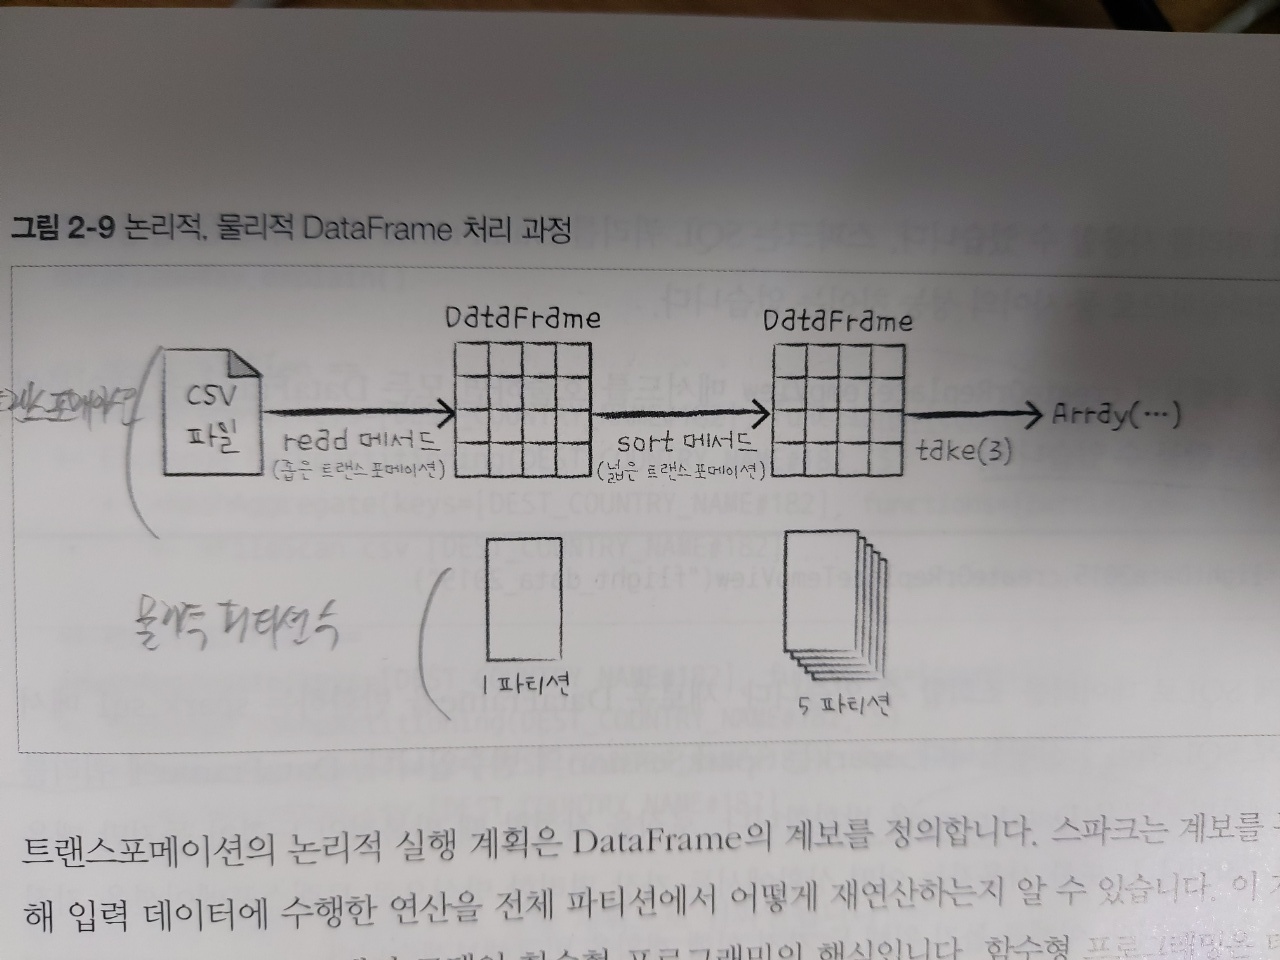 그림 2-9 논리적, 물리적 DataFrame 처리 과정
DataFrame
DataFrame
CSV
파일
read 메서드
(좁은 트랜스포메이션)
sort 메서드
(넓은 트랜스포메이션)
take(3)
Array(…)
트랜스포메이션
물리적 파티션 수
1 파티션
5 파티션
트랜스포메이션의 논리적 실행 계획은 DataFrame의 계보를 정의합니다. 스파크는 계보를
해 입력 데이터에 수행한 연산을 전체 파티션에서 어떻게 재연산하는지 알 수 있습니다. 이
함수형 프로그래밍의 핵심입니다. 함수형 프로그래밍은